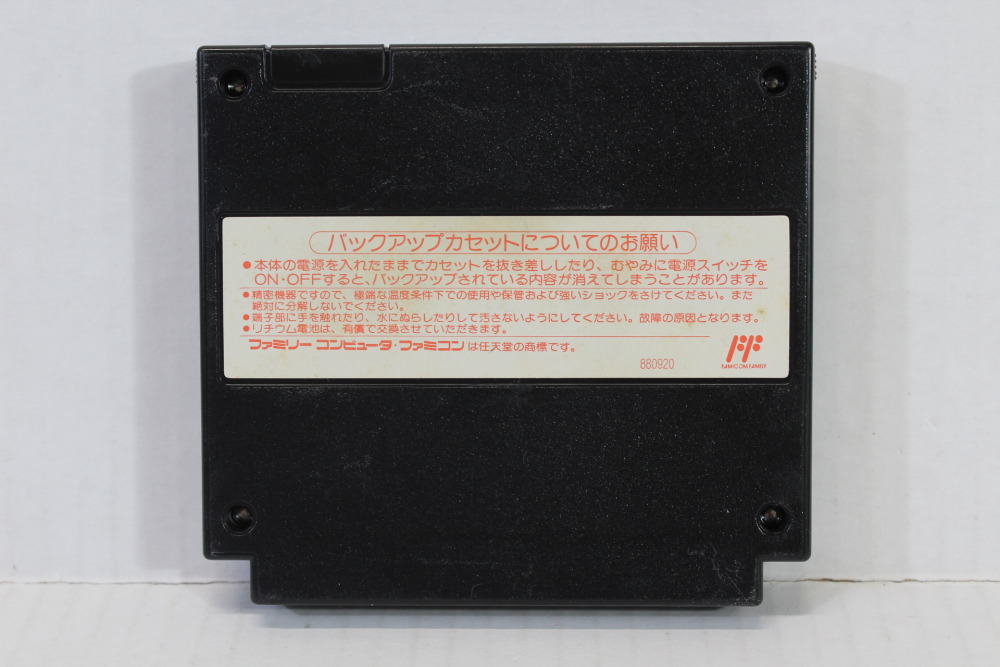 バックアップカセットについてのお願い
●本体の電源を入れたままでカセットを抜き差ししたり、むやみに電源スイッチを
ON・OFFすると、バックアップされている内容が消えてしまうことがあります。
●精密機器ですので、極端な温度条件下での使用や保管および強いショックをさけてください。また
絶対に分解しないでください。
●端子部に手を触れたり、水にぬらしたりして汚さないようにしてください。故障の原因となります。
●リチウム電池は、有償で交換させていただきます。
ファミリーコンピュータ・ファミコンは任天堂の商標です。
880920
FAMICOM FAMILY